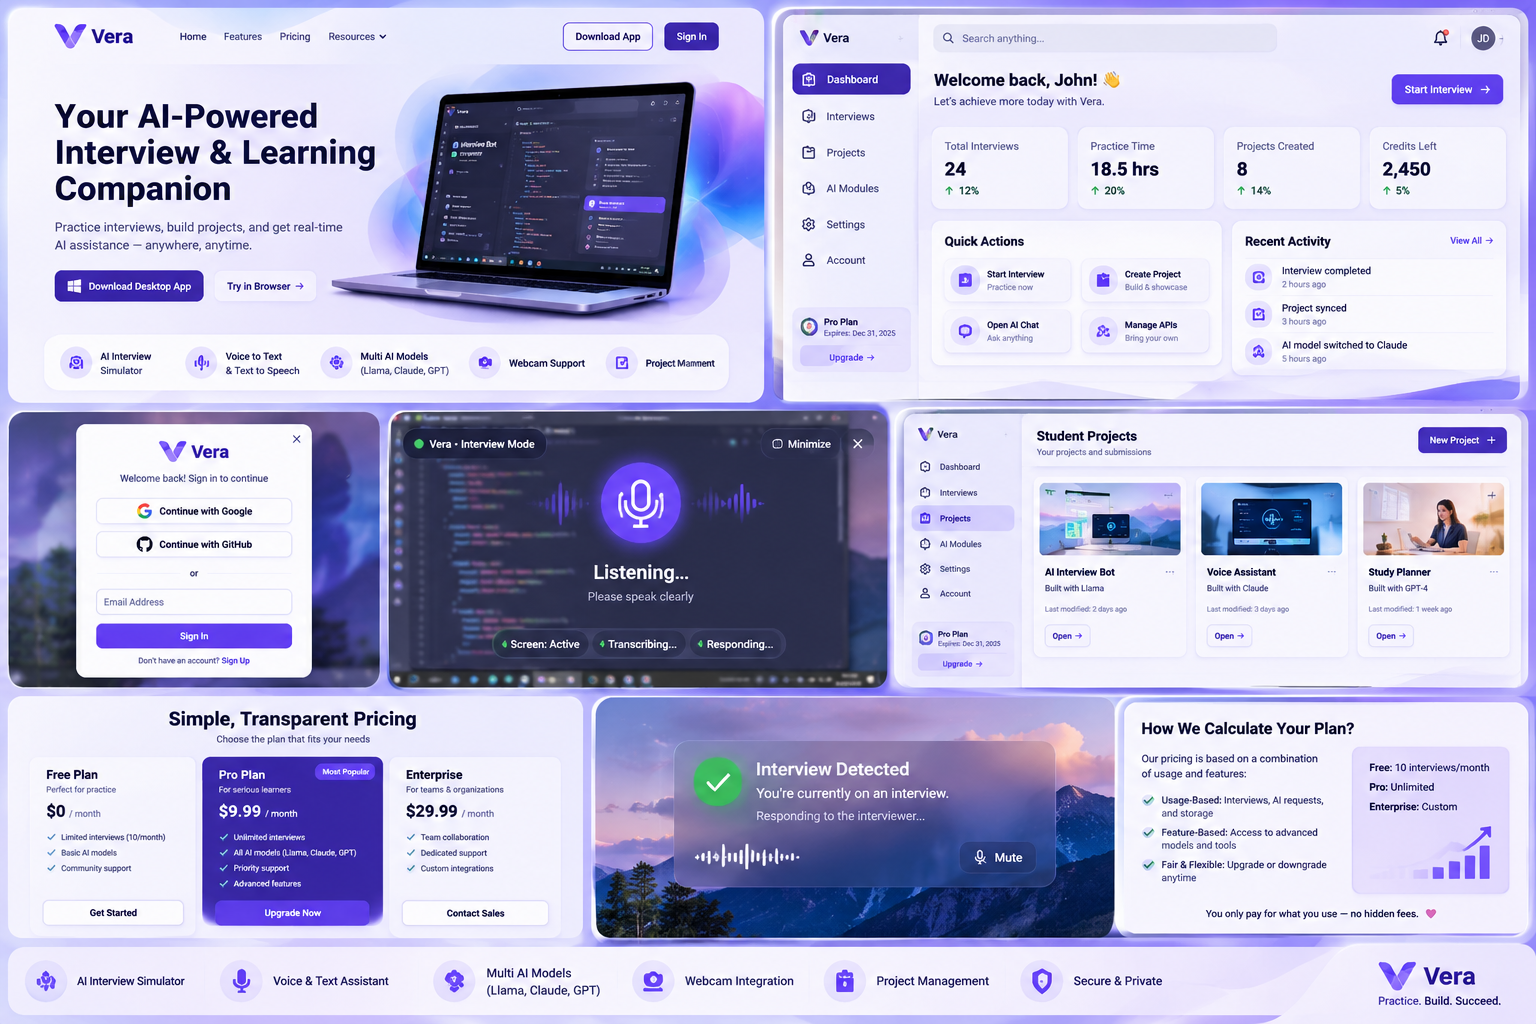 Vera
Home
Features
Pricing
Resources
Download App
Sign In
Your AI-Powered
Interview & Learning
Companion
Practice interviews, build projects, and get real-time
AI assistance — anywhere, anytime.
Download Desktop App
Try in Browser →
AI Interview
Simulator
Voice to Text
& Text to Speech
Multi AI Models
(Llama, Claude, GPT)
Webcam Support
Project
Vera
Search anything...
JD
Dashboard
Interviews
Projects
AI Modules
Settings
Account
Pro Plan
Expires: Dec 31, 2025
Upgrade →
Welcome back, John! 👋
Let's achieve more today with Vera.
Start Interview →
Total Interviews
24
↑ 12%
Practice Time
18.5 hrs
↑ 20%
Projects Created
8
↑ 14%
Credits Left
2,450
↑ 5%
Quick Actions
Start Interview
Practice now
Create Project
Build & showcase
Open AI Chat
Ask anything
Manage APIs
Bring your own
Recent Activity
View All →
Interview completed
2 hours ago
Project synced
3 hours ago
AI model switched to Claude
5 hours ago
Vera
Welcome back! Sign in to continue
Continue with Google
Continue with GitHub
or
Email Address
Sign In
Don't have an account? Sign Up
Vera • Interview Mode
Minimize
Listening...
Please speak clearly
Screen: Active
Transcribing...
Responding...
Vera
Dashboard
Interviews
Projects
AI Modules
Settings
Account
Pro Plan
Expires: Dec 31, 2025
Upgrade →
Student Projects
Your projects and submissions
New Project +
AI Interview Bot
Built with Llama
Last modified: 2 days ago
Open →
Voice Assistant
Built with Claude
Last modified: 3 days ago
Open →
Study Planner
Built with GPT-4
Last modified: 1 week ago
Open →
Simple, Transparent Pricing
Choose the plan that fits your needs
Free Plan
Perfect for practice
$0 / month
Limited interviews (10/month)
Basic AI models
Community support
Get Started
Pro Plan
Most Popular
For serious learners
$9.99 / month
Unlimited interviews
All AI models (Llama, Claude, GPT)
Priority support
Advanced features
Upgrade Now
Enterprise
For teams & organizations
$29.99 / month
Team collaboration
Dedicated support
Custom integrations
Contact Sales
Interview Detected
You're currently on an interview.
Responding to the interviewer...
Mute
How We Calculate Your Plan?
Our pricing is based on a combination
of usage and features:
Usage-Based: Interviews, AI requests,
and storage
Feature-Based: Access to advanced
models and tools
Fair & Flexible: Upgrade or downgrade
anytime
Free: 10 interviews/month
Pro: Unlimited
Enterprise: Custom
You only pay for what you use — no hidden fees.
AI Interview Simulator
Voice & Text Assistant
Multi AI Models
(Llama, Claude, GPT)
Webcam Integration
Project Management
Secure & Private
Vera
Practice. Build. Succeed.